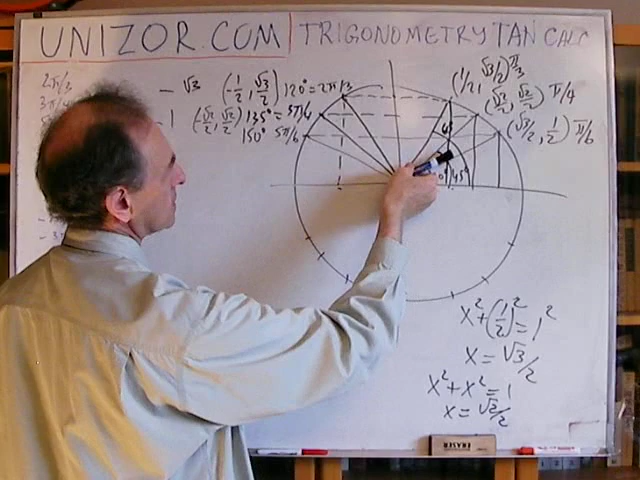 UNIZOR.COM | TRIGONOMETRY TAN CALC
2π/3
3π/4
- √3 (1/2, √3/2) 120° = 2π/3
1 (-√2/2, √2/2) 135° = 3π/4
150° 5π/6
(1/2, √3/2) π/3
(√2/2, √2/2) π/4
(√3/2, 1/2) π/6
45°
x² + (1/2)² = 1²
x = √3/2
x² + x² = 1
x = √2/2
ERASER